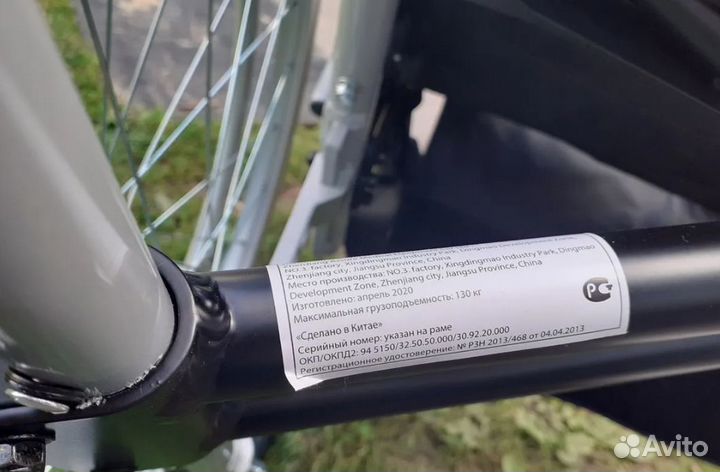 NO.3. factory, Xingdingmao Industry Park, Dingmao Development Zone,
Zhenjiang city, Jiangsu Province, China
Место производства: NO.3. factory, Xingdingmao Industry Park, Dingmao
Development Zone, Zhenjiang city, Jiangsu Province, China
Изготовлено: апрель 2020
Максимальная грузоподъемность: 130 кг
«Сделано в Китае»
Серийный номер: указан на раме
ОКП/ОКПД2: 94 5150/32.50.50.000/30.92.20.000
Регистрационное удостоверение: № РЗН 2013/468 от 04.04.2013
Avito